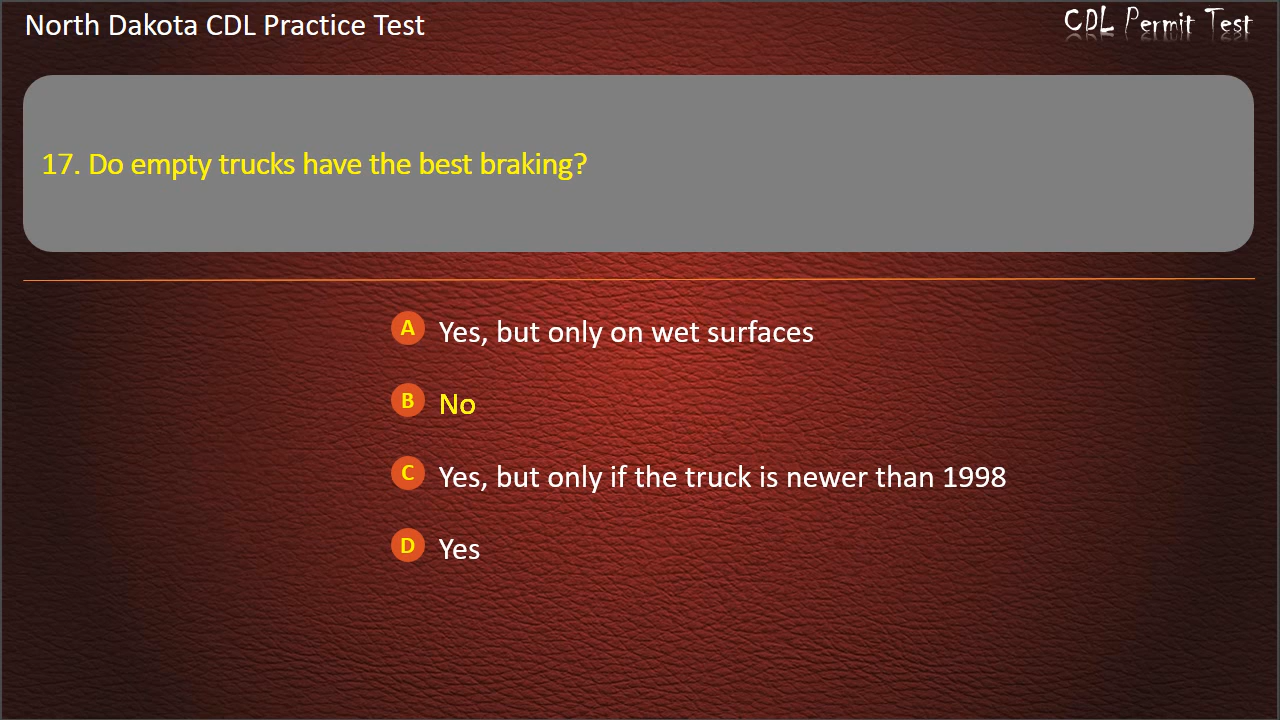 North Dakota CDL Practice Test
CDL Permit Test
17. Do empty trucks have the best braking?
A Yes, but only on wet surfaces
B No
C Yes, but only if the truck is newer than 1998
D Yes